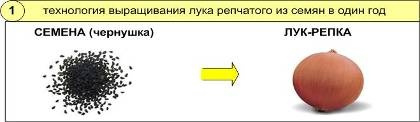 1 технология выращивания лука репчатого из семян в один год
СЕМЕНА (чернушка) ЛУК-РЕПКА